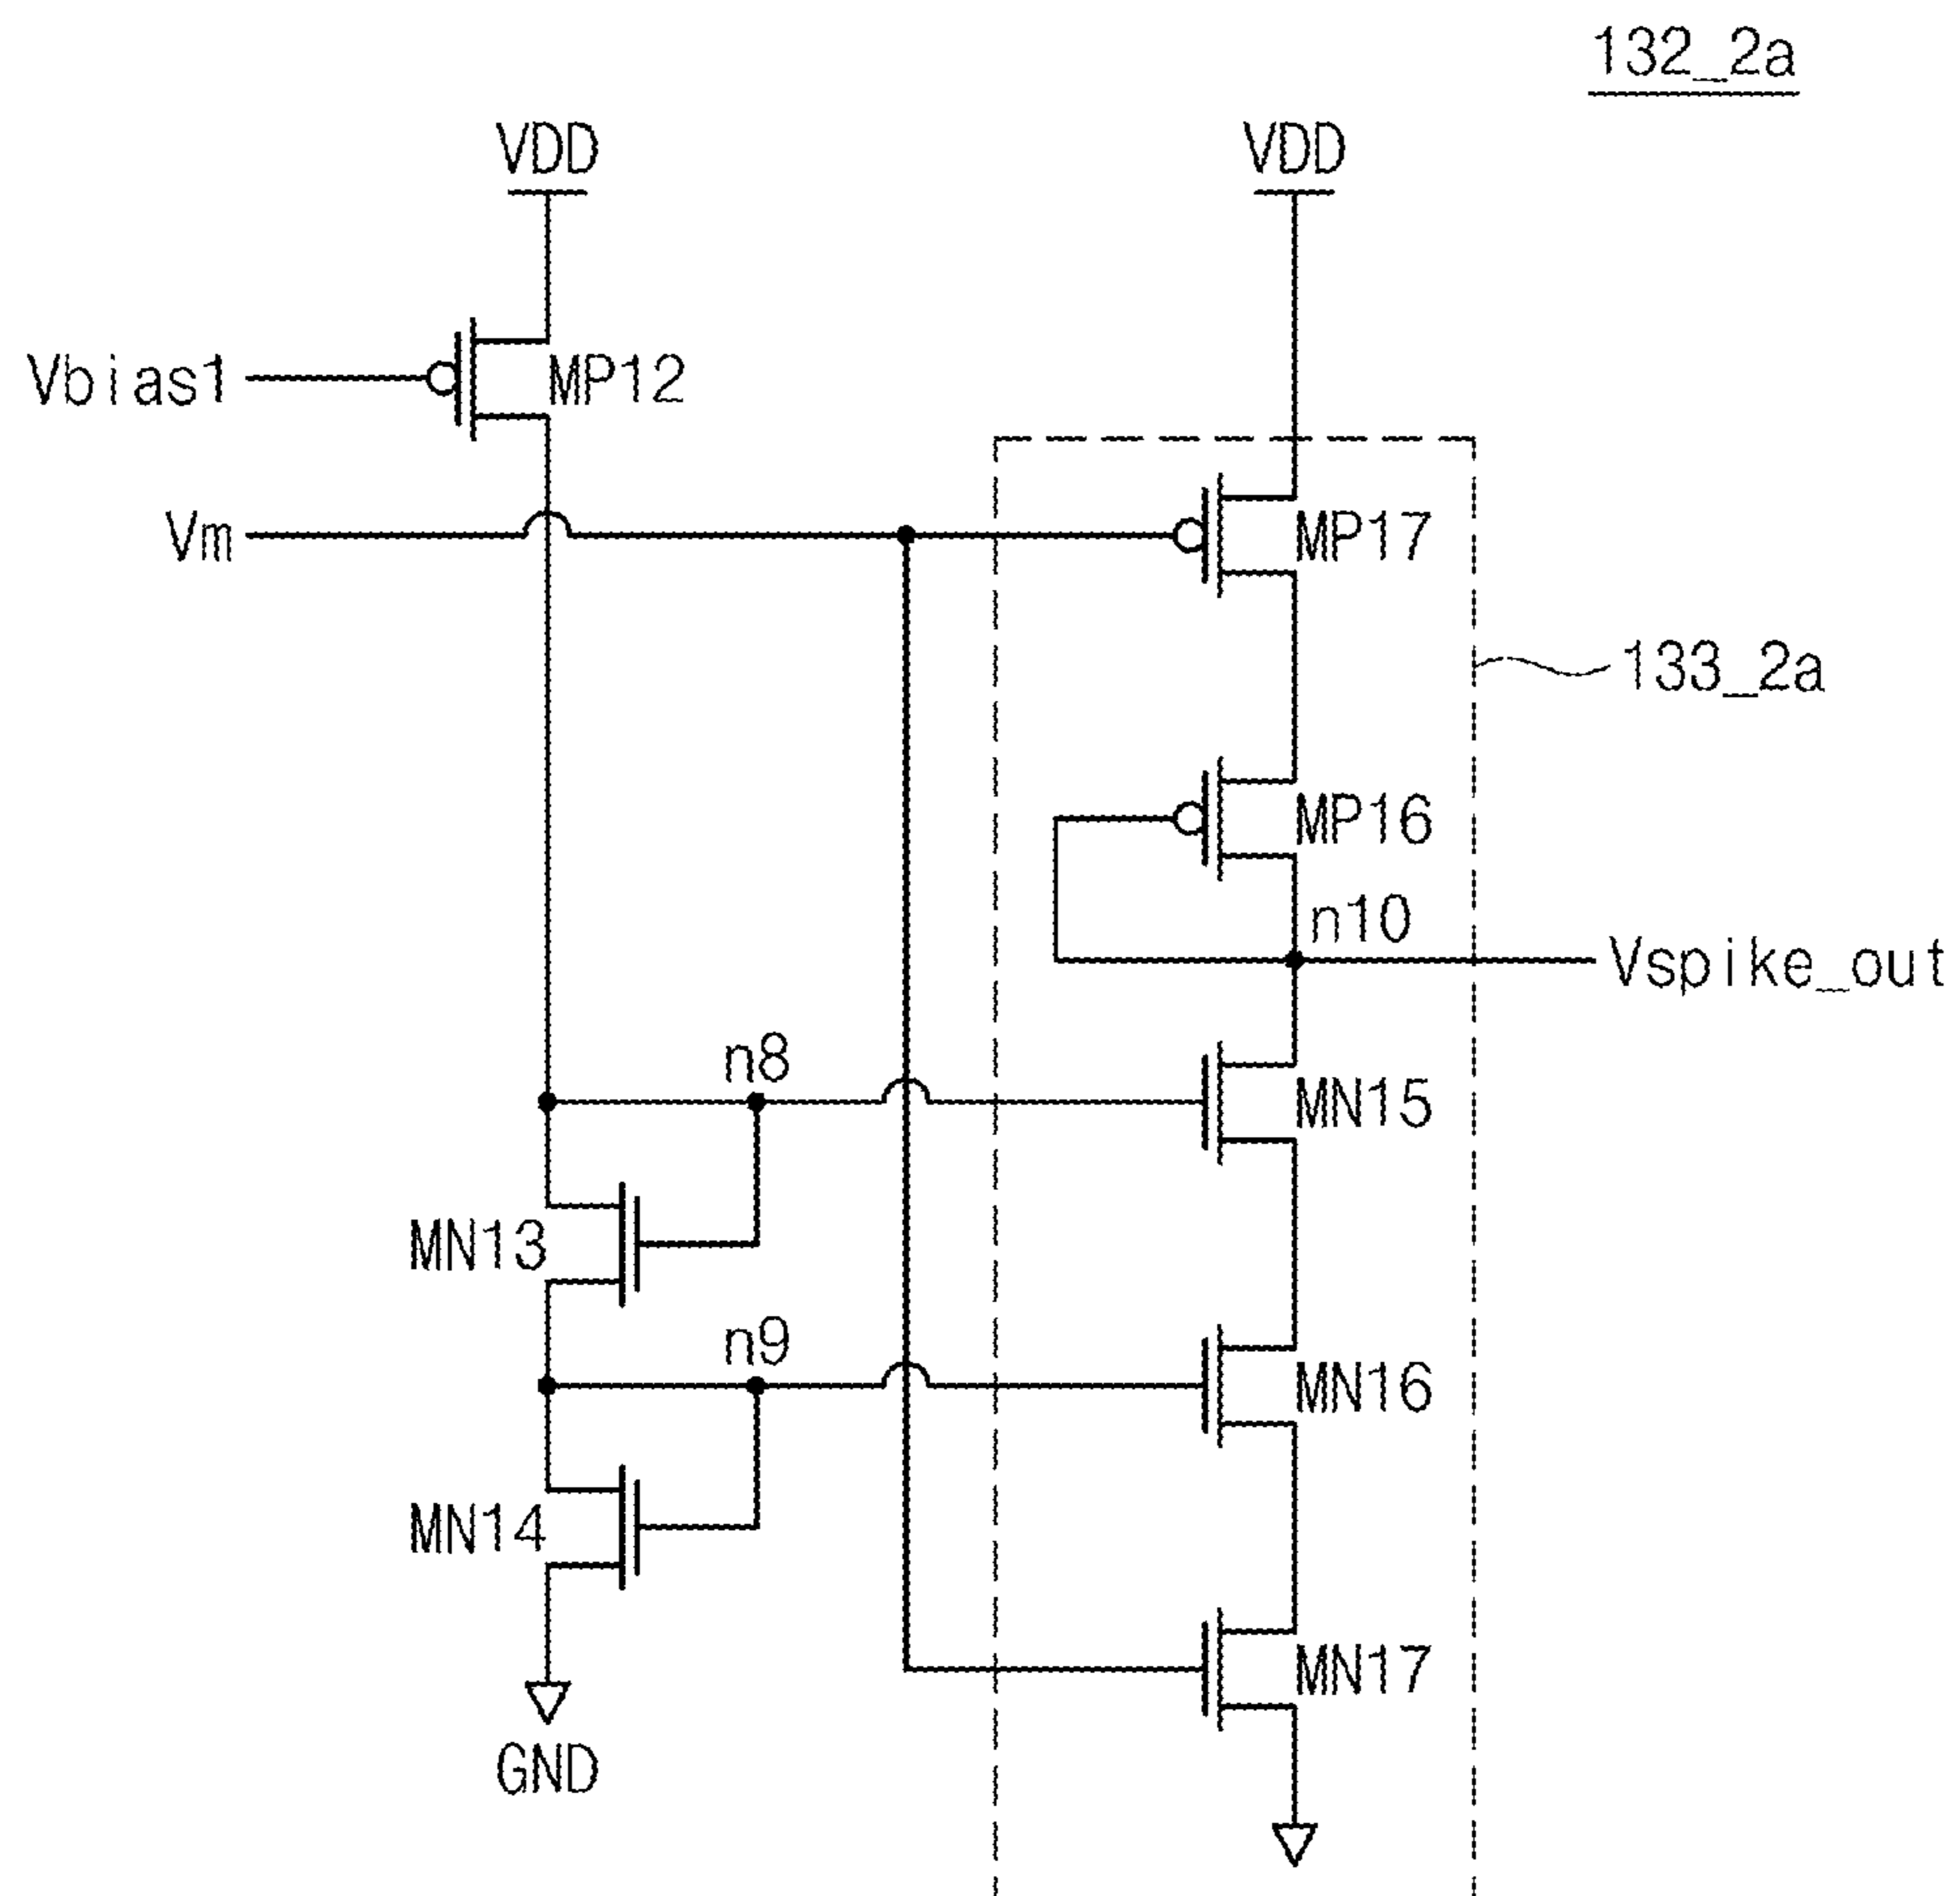 132_2a
VDD
VDD
Vbias1
MP12
Vm
MP17
133_2a
MP16
n10
Vspike_out
n8
MN15
MN13
n9
MN16
MN14
MN17
GND